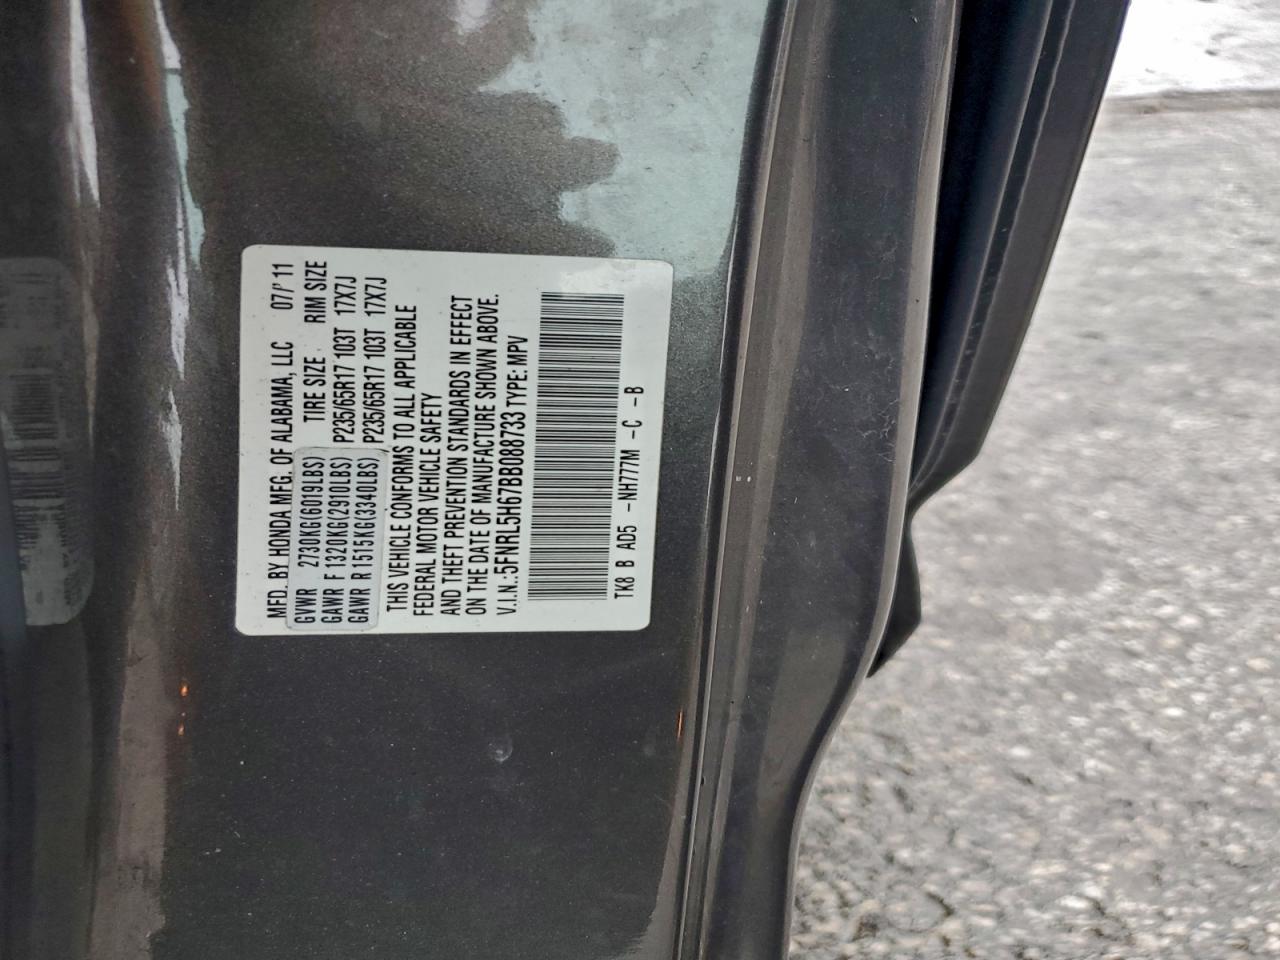 MFD. BY HONDA MFG. OF ALABAMA, LLC 07/'11
GVWR 2730KG(6019LBS) TIRE SIZE RIM SIZE
GAWR F 1320KG(2910LBS) P235/65R17 103T 17X7J
GAWR R 1515KG(3340LBS) P235/65R17 103T 17X7J
THIS VEHICLE CONFORMS TO ALL APPLICABLE
FEDERAL MOTOR VEHICLE SAFETY
AND THEFT PREVENTION STANDARDS IN EFFECT
ON THE DATE OF MANUFACTURE SHOWN ABOVE.
V.I.N.:5FNRL5H67BB088733 TYPE:MPV
TK8 B AD5 -NH777M -C -B